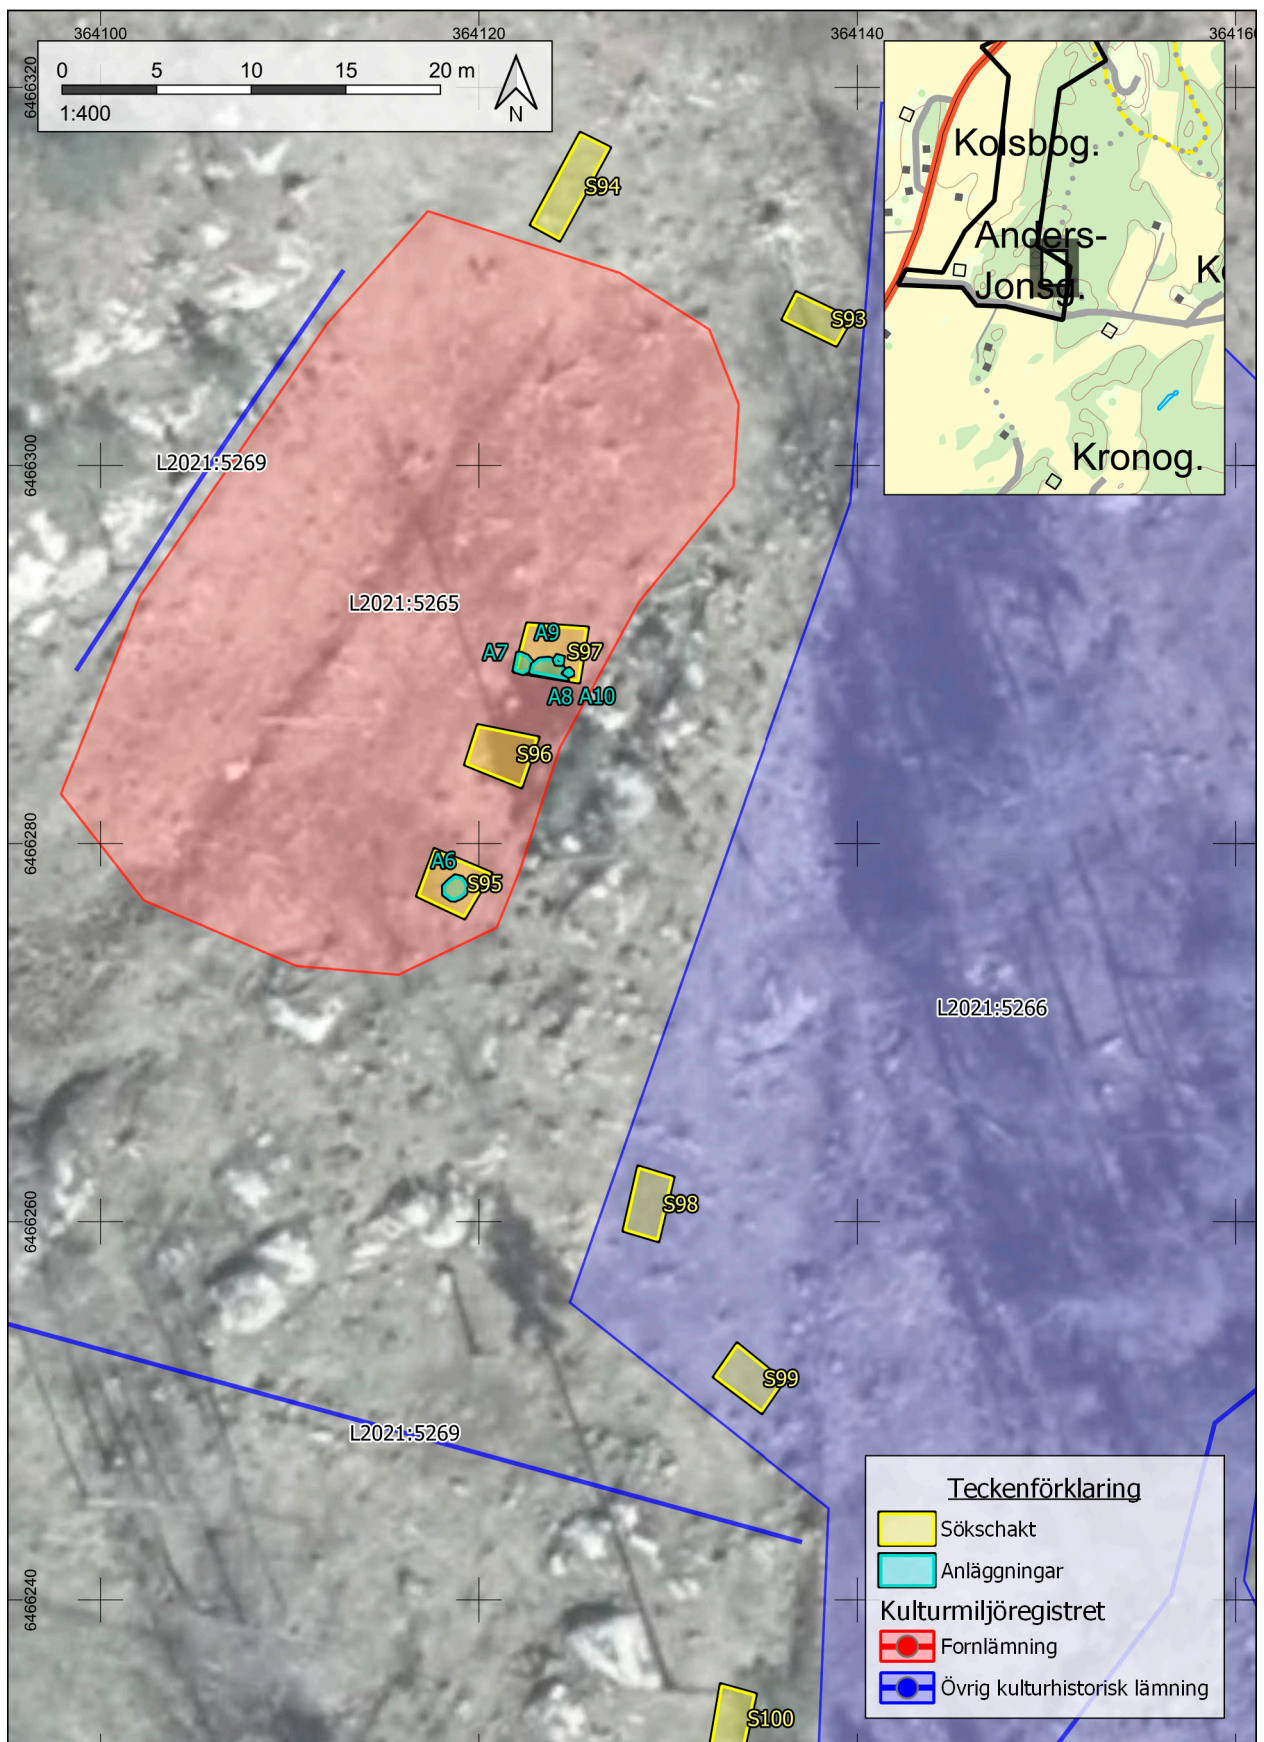 364100
364120
364140
36416
0 5 10 15 20 m
1:400
N
6466320
6466300
6466280
6466260
6466240
Kolsbog.
Anders-
Jonsg.
K
Kronog.
S94
S93
L2021:5269
L2021:5265
A9
A7
S97
A8 A10
S96
A6
S95
L2021:5266
S98
S99
L2021:5269
S100
Teckenförklaring
Sökschakt
Anläggningar
Kulturmiljöregistret
Fornlämning
Övrig kulturhistorisk lämning